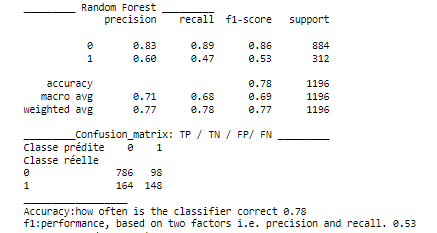 _________ Random Forest _________
precision recall f1-score support
0 0.83 0.89 0.86 884
1 0.60 0.47 0.53 312
accuracy 0.78 1196
macro avg 0.71 0.68 0.69 1196
weighted avg 0.77 0.78 0.77 1196
_________Confusion_matrix: TP / TN / FP/ FN _________
Classe prédite 0 1
Classe réelle
0 786 98
1 164 148
__________________
Accuracy:how often is the classifier correct 0.78
f1:performance, based on two factors i.e. precision and recall. 0.53